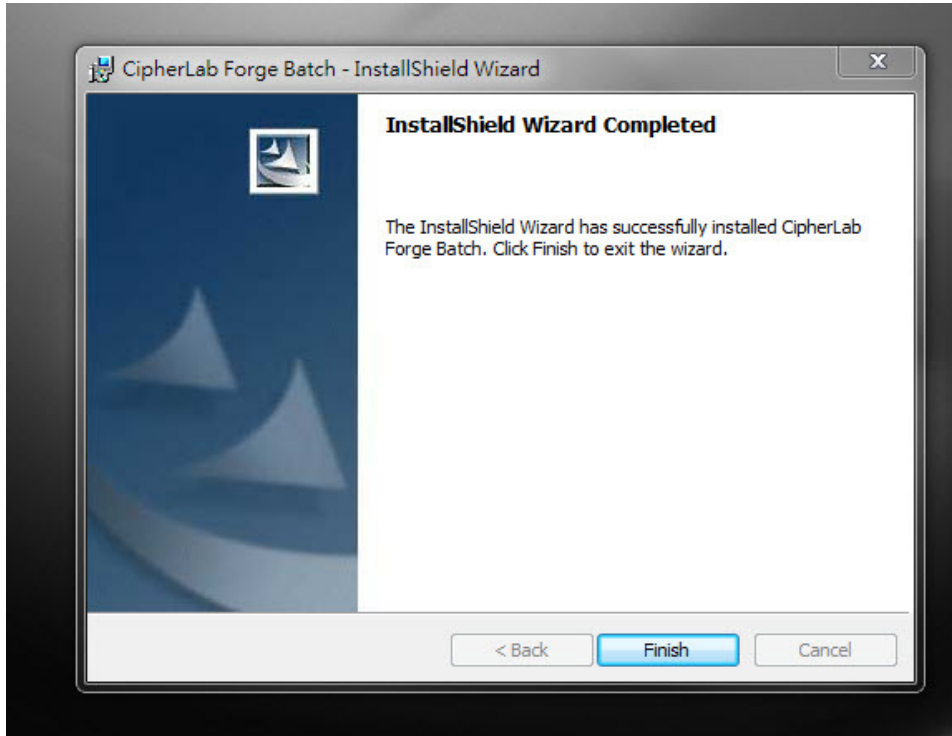 CipherLab Forge Batch - InstallShield Wizard
X
InstallShield Wizard Completed
The InstallShield Wizard has successfully installed CipherLab
Forge Batch. Click Finish to exit the wizard.
< Back Finish Cancel